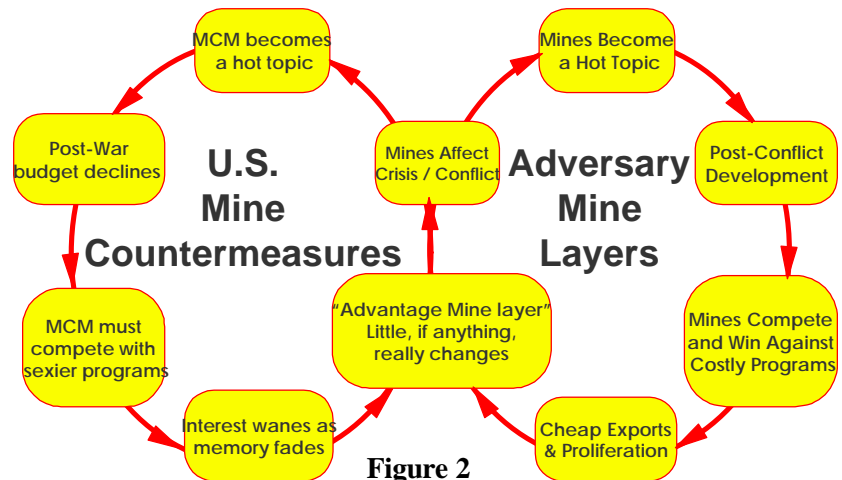 MCM becomes
a hot topic
Mines Become
a Hot Topic
Post-War
budget declines
U.S.
Mine
Countermeasures
Mines Affect
Crisis / Conflict
Adversary
Mine
Layers
Post-Conflict
Development
MCM must
compete with
sexier programs
"Advantage Mine layer"
Little, if anything,
really changes
Mines Compete
and Win Against
Costly Programs
Interest wanes as
memory fades
Cheap Exports
& Proliferation
Figure 2